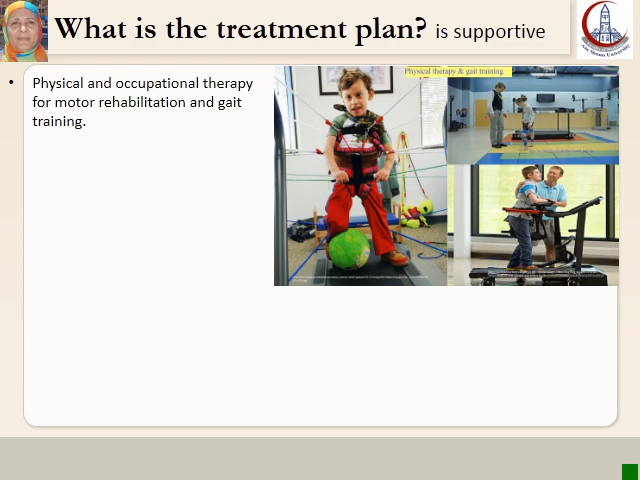 What is the treatment plan? is supportive
• Physical and occupational therapy
for motor rehabilitation and gait
training.
Physical therapy & gait training